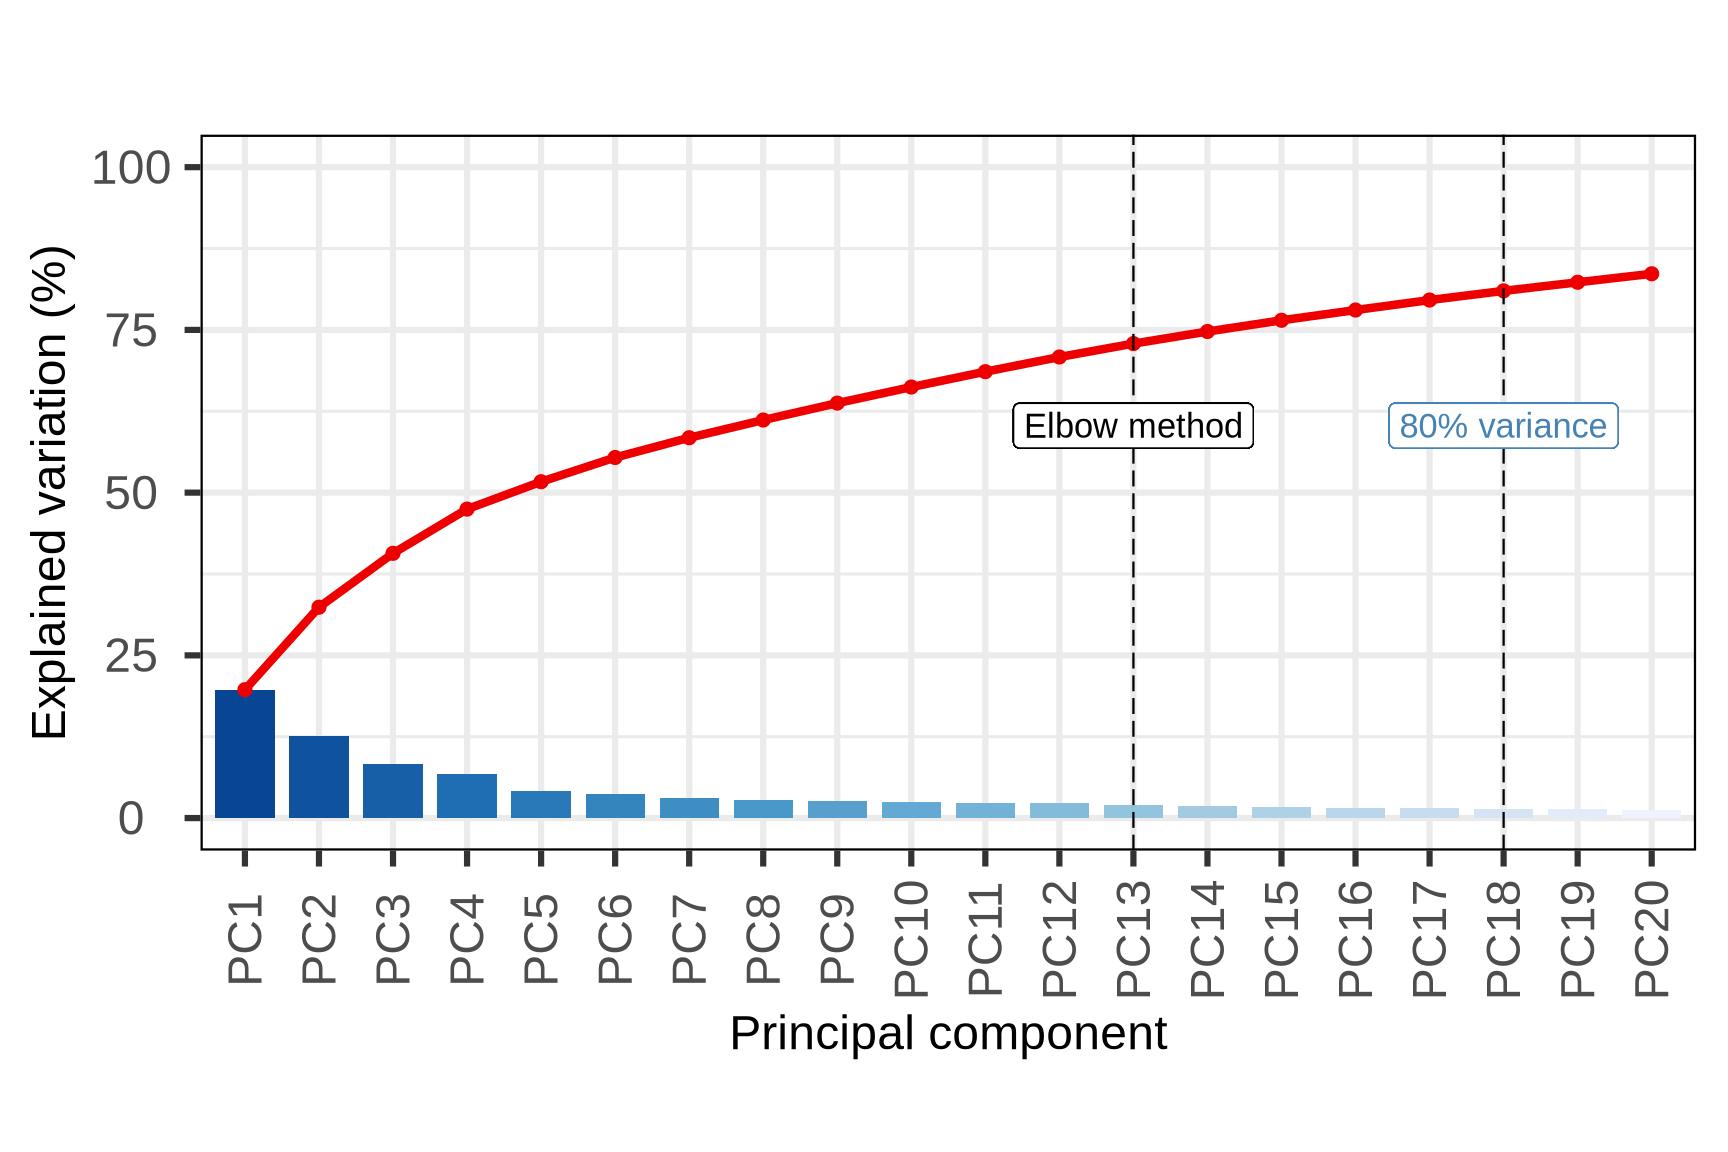 Explained variation (%)
100
75
50
25
0
Elbow method
80% variance
PC1
PC2
PC3
PC4
PC5
PC6
PC7
PC8
PC9
PC10
PC11
PC12
PC13
PC14
PC15
PC16
PC17
PC18
PC19
PC20
Principal component